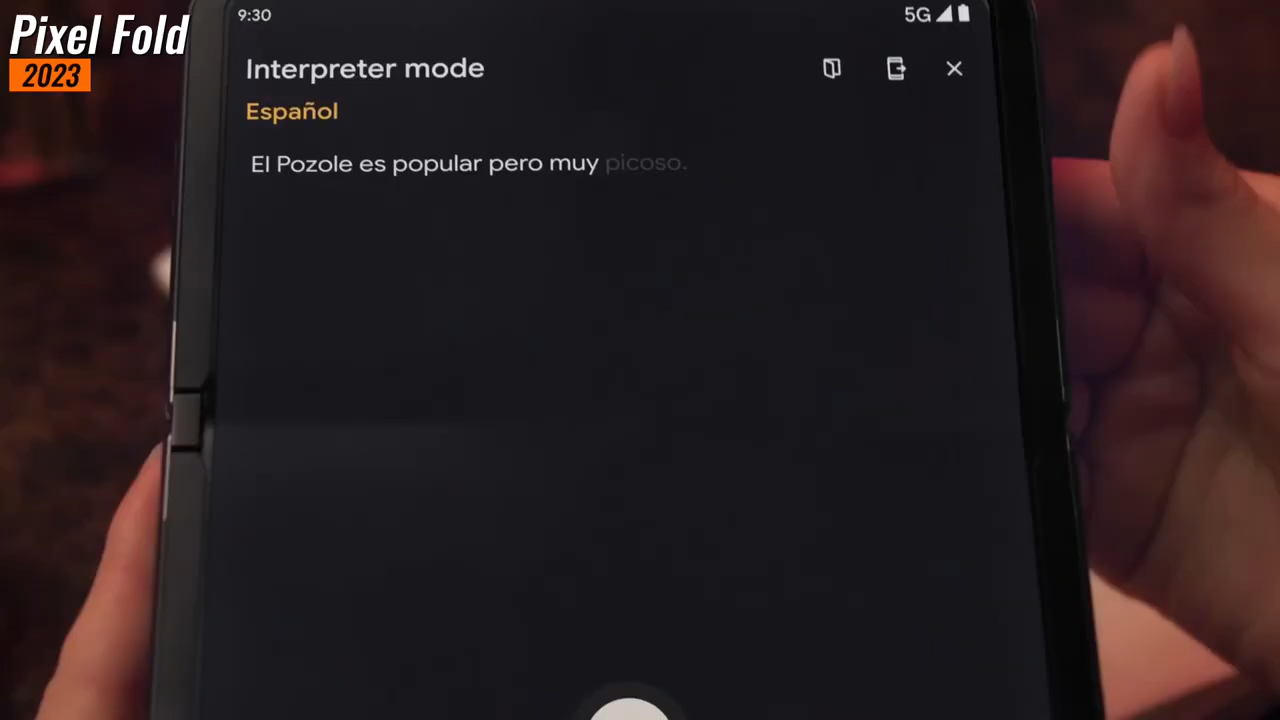 Pixel Fold
2023
9:30
5G
Interpreter mode
Español
El Pozole es popular pero muy picoso.